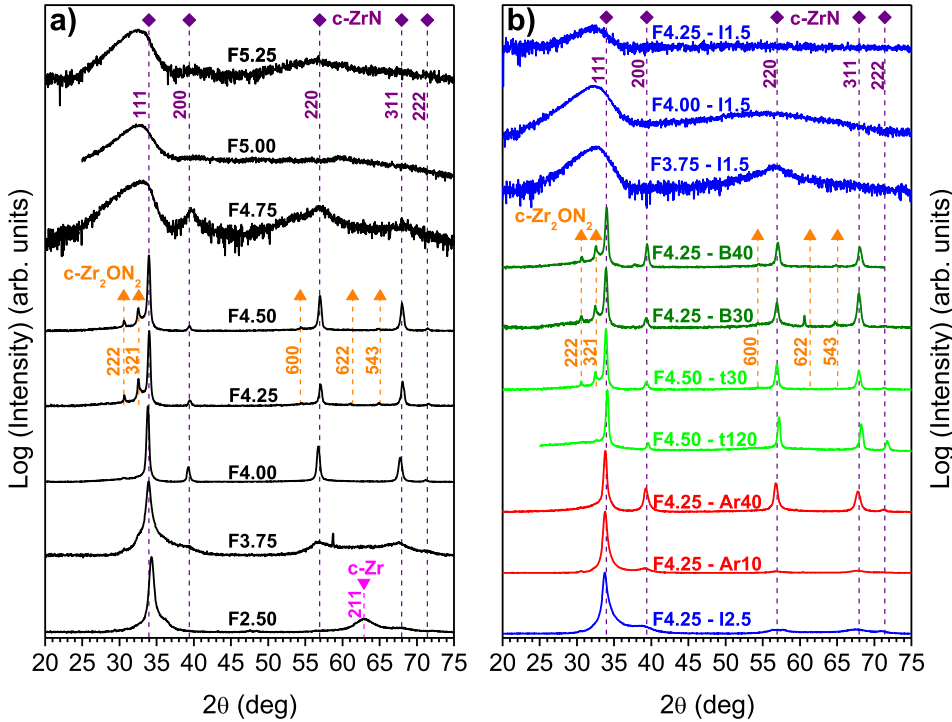 a)
c-ZrN
F5.25
111
200
220
311
222
F5.00
F4.75
c-Zr2ON2
F4.50
222
321
600
622
543
F4.25
F4.00
F3.75
c-Zr
211
F2.50
20 25 30 35 40 45 50 55 60 65 70 75
2θ (deg)
Log (Intensity) (arb. units)
b)
c-ZrN
F4.25 - I1.5
111
200
220
311
222
F4.00 - I1.5
F3.75 - I1.5
c-Zr2ON2
F4.25 - B40
F4.25 - B30
222
321
600
622
543
F4.50 - t30
F4.50 - t120
F4.25 - Ar40
F4.25 - Ar10
F4.25 - I2.5
20 25 30 35 40 45 50 55 60 65 70 75
2θ (deg)
Log (Intensity) (arb. units)